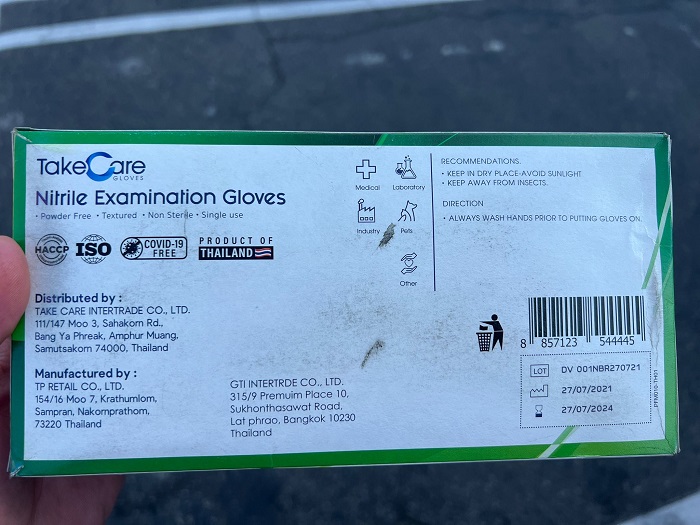 TakeCare
GLOVES
Nitrile Examination Gloves
• Powder Free • Textured • Non Sterile • Single use
HACCP
ISO
COVID-19
FREE
PRODUCT OF
THAILAND
Distributed by :
TAKE CARE INTERTRADE CO., LTD.
111/147 Moo 3, Sahakorn Rd.,
Bang Ya Phreak, Amphur Muang,
Samutsakorn 74000, Thailand
Manufactured by :
TP RETAIL CO., LTD.
154/16 Moo 7, Krathumlom,
Sampran, Nakornprathom,
73220 Thailand
GTI INTERTRDE CO., LTD.
315/9 Premuim Place 10,
Sukhonthasawat Road,
Lat phrao, Bangkok 10230
Thailand
Medical
Laboratory
Industry
Pets
Other
RECOMMENDATIONS.
• KEEP IN DRY PLACE-AVOID SUNLIGHT
• KEEP AWAY FROM INSECTS.
DIRECTION
• ALWAYS WASH HANDS PRIOR TO PUTTING GLOVES ON.
8 857123 544445
LOT DV 001NBR270721
27/07/2021
27/07/2024